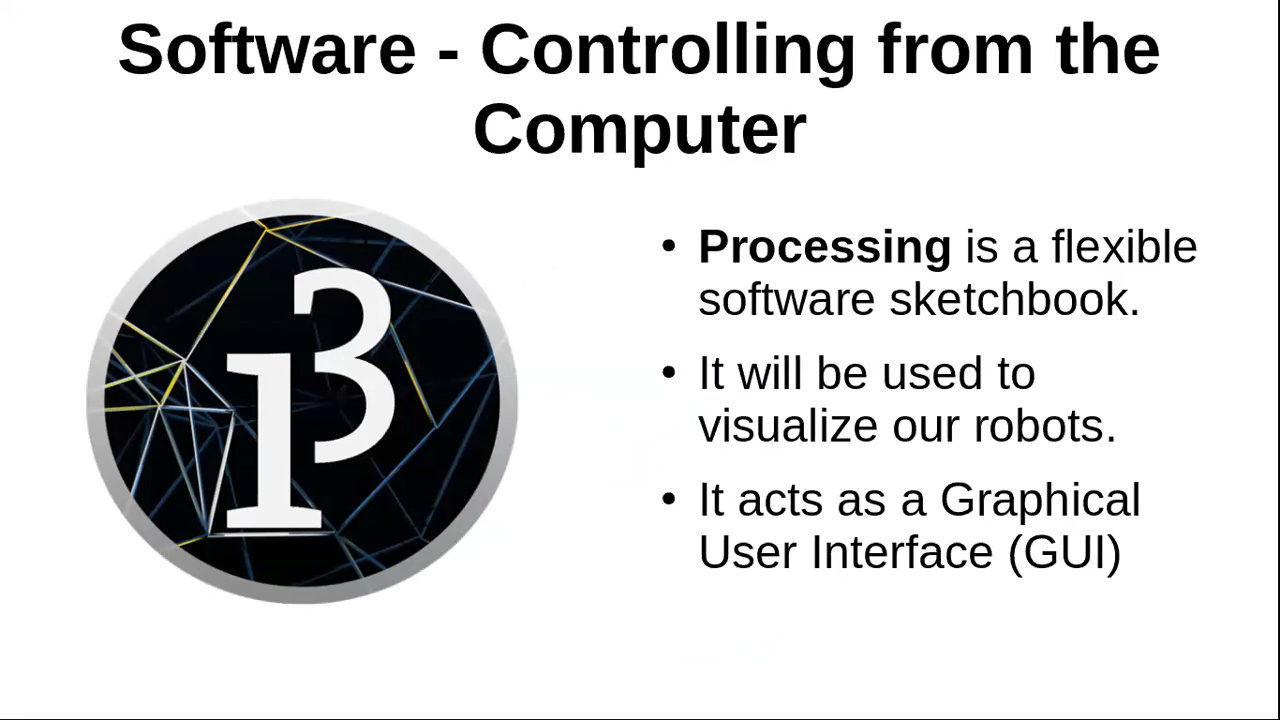 Software - Controlling from the
Computer
13
• Processing is a flexible
software sketchbook.
• It will be used to
visualize our robots.
• It acts as a Graphical
User Interface (GUI)